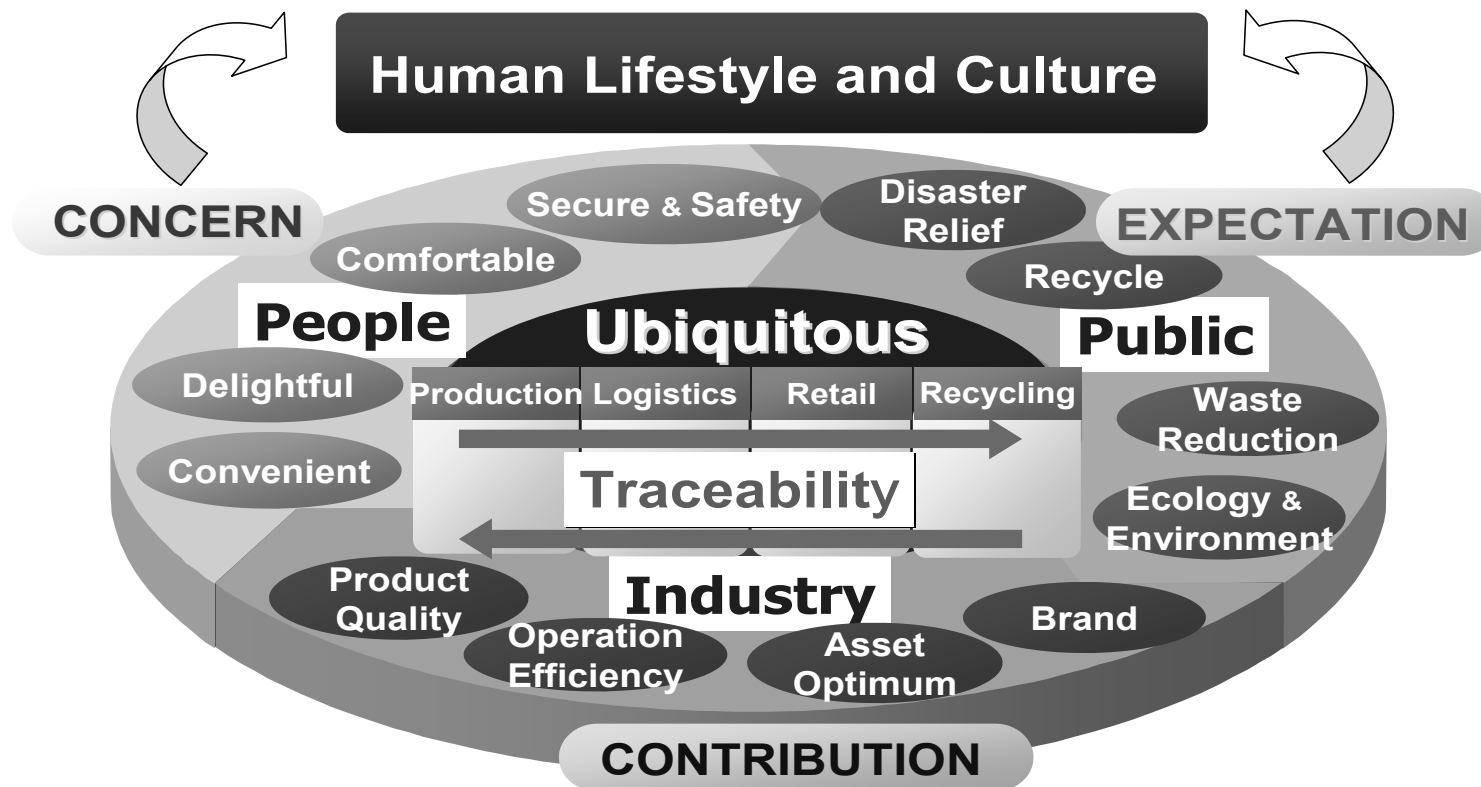 Human Lifestyle and Culture
CONCERN
EXPECTATION
Secure & Safety
Disaster
Relief
Comfortable
Recycle
People
Ubiquitous
Public
Delightful
Production
Logistics
Retail
Recycling
Waste
Reduction
Convenient
Traceability
Ecology &
Environment
Product
Quality
Industry
Operation
Efficiency
Asset
Optimum
Brand
CONTRIBUTION